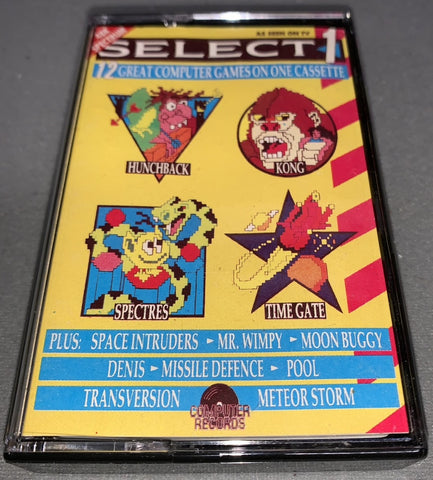 AS SEEN ON TV
SELECT 1
12 GREAT COMPUTER GAMES ON ONE CASSETTE
HUNCHBACK
KONG
SPECTRES
TIME GATE
PLUS: SPACE INTRUDERS ► MR. WIMPY ► MOON BUGGY
DENIS ► MISSILE DEFENCE ► POOL
TRANSVERSION METEOR STORM
COMPUTER
RECORDS